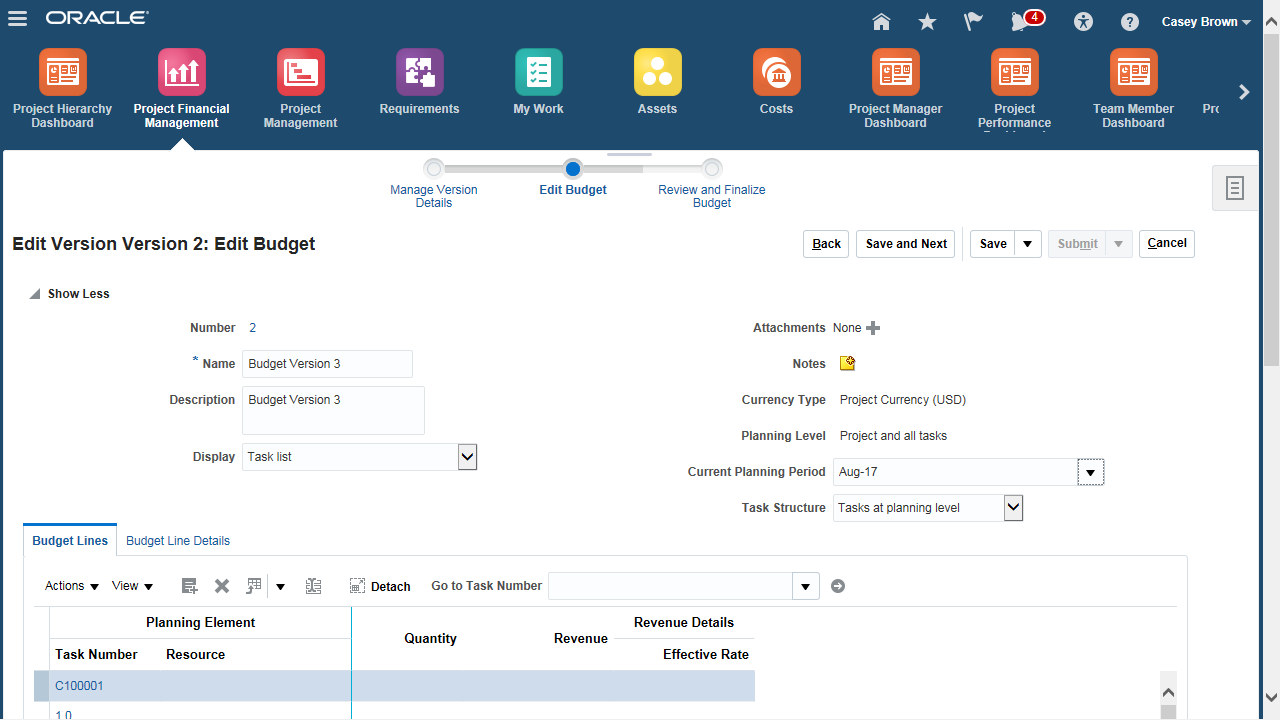 ORACLE
4
Casey Brown
Project Hierarchy
Dashboard
Project Financial
Management
Project
Management
Requirements
My Work
Assets
Costs
Project Manager
Dashboard
Project
Performance
Team Member
Dashboard
Manage Version
Details
Edit Budget
Review and Finalize
Budget
Edit Version Version 2: Edit Budget
Back
Save and Next
Save
Submit
Cancel
Show Less
Number 2
* Name Budget Version 3
Description Budget Version 3
Display Task list
Attachments None
Notes
Currency Type Project Currency (USD)
Planning Level Project and all tasks
Current Planning Period Aug-17
Task Structure Tasks at planning level
Budget Lines
Budget Line Details
Actions
View
Detach
Go to Task Number
Planning Element
Quantity
Revenue
Revenue Details
Task Number
Resource
Effective Rate
C100001
1.0